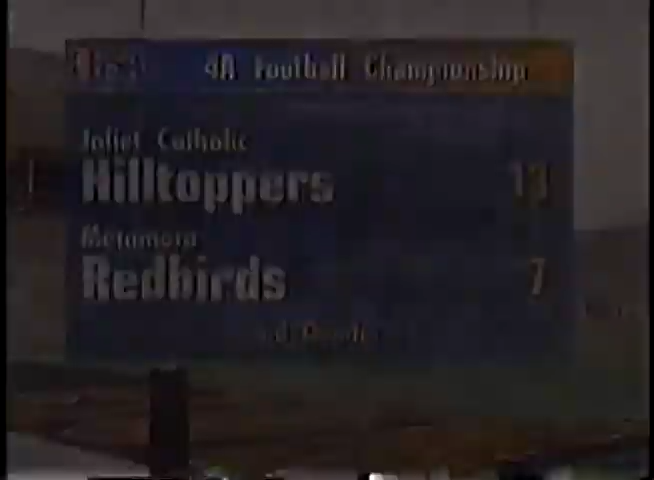 4A Football Championship
Joliet Catholic
Hilltoppers 13
Metamora
Redbirds 7